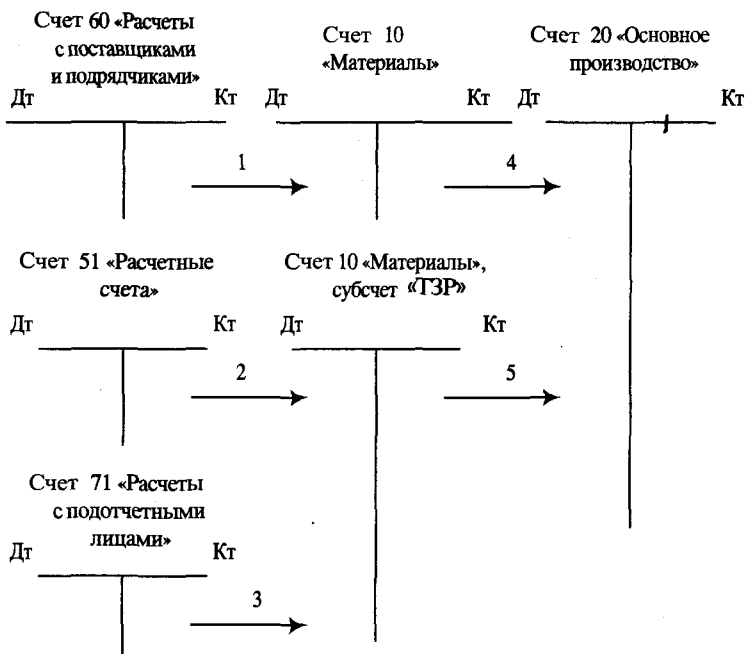 Счет 60 «Расчеты
с поставщиками
и подрядчиками»
Дт Кт
Счет 10
«Материалы»
Дт Кт
Счет 20 «Основное
производство»
Дт Кт
1
4
Счет 51 «Расчетные
счета»
Дт Кт
Счет 10 «Материалы»,
субсчет «ТЗР»
Дт Кт
2
5
Счет 71 «Расчеты
с подотчетными
лицами»
Дт Кт
3